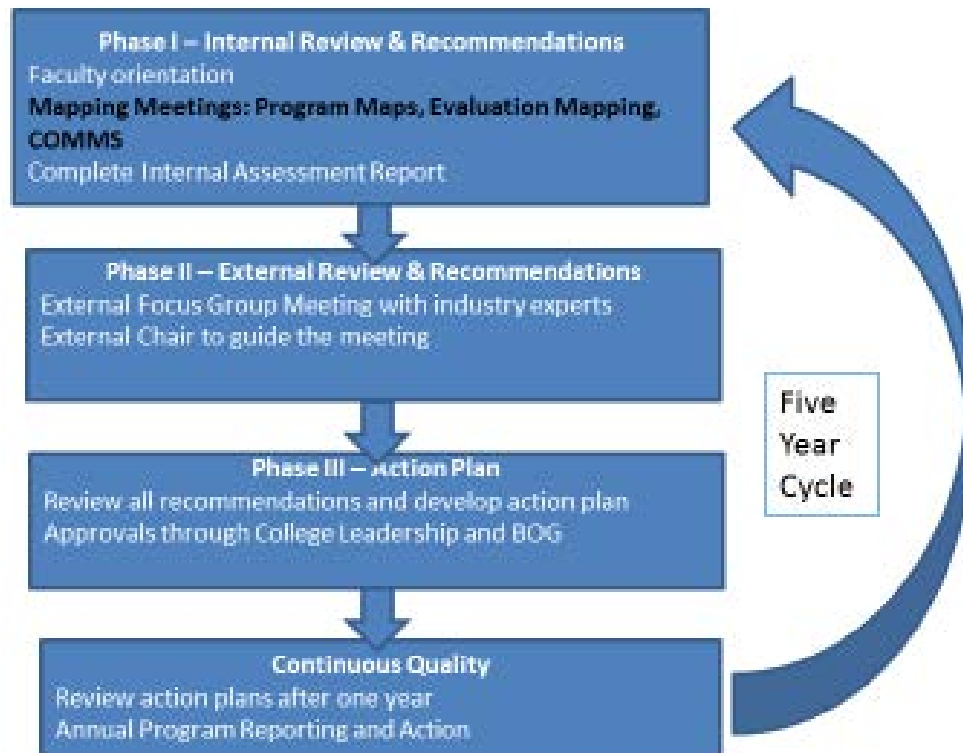 Phase I – Internal Review & Recommendations
Faculty orientation
Mapping Meetings: Program Maps, Evaluation Mapping,
COMMS
Complete Internal Assessment Report
Phase II – External Review & Recommendations
External Focus Group Meeting with industry experts
External Chair to guide the meeting
Phase III – Action Plan
Review all recommendations and develop action plan
Approvals through College Leadership and BOG
Continuous Quality
Review action plans after one year
Annual Program Reporting and Action
Five
Year
Cycle